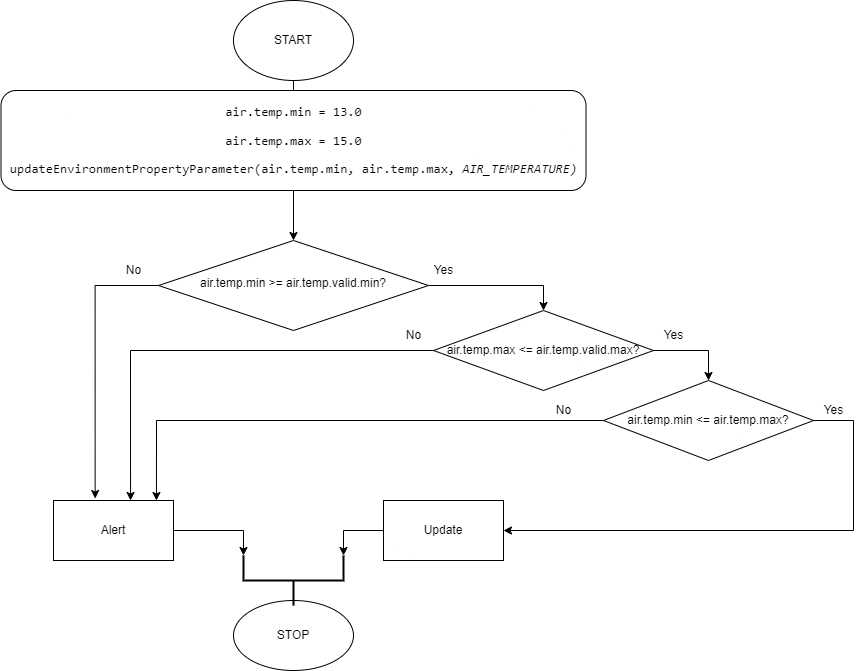 START
air.temp.min = 13.0
air.temp.max = 15.0
updateEnvironmentPropertyParameter(air.temp.min, air.temp.max, AIR_TEMPERATURE)
No
Yes
air.temp.min >= air.temp.valid.min?
No
Yes
air.temp.max <= air.temp.valid.max?
No
Yes
air.temp.min <= air.temp.max?
Alert
Update
STOP